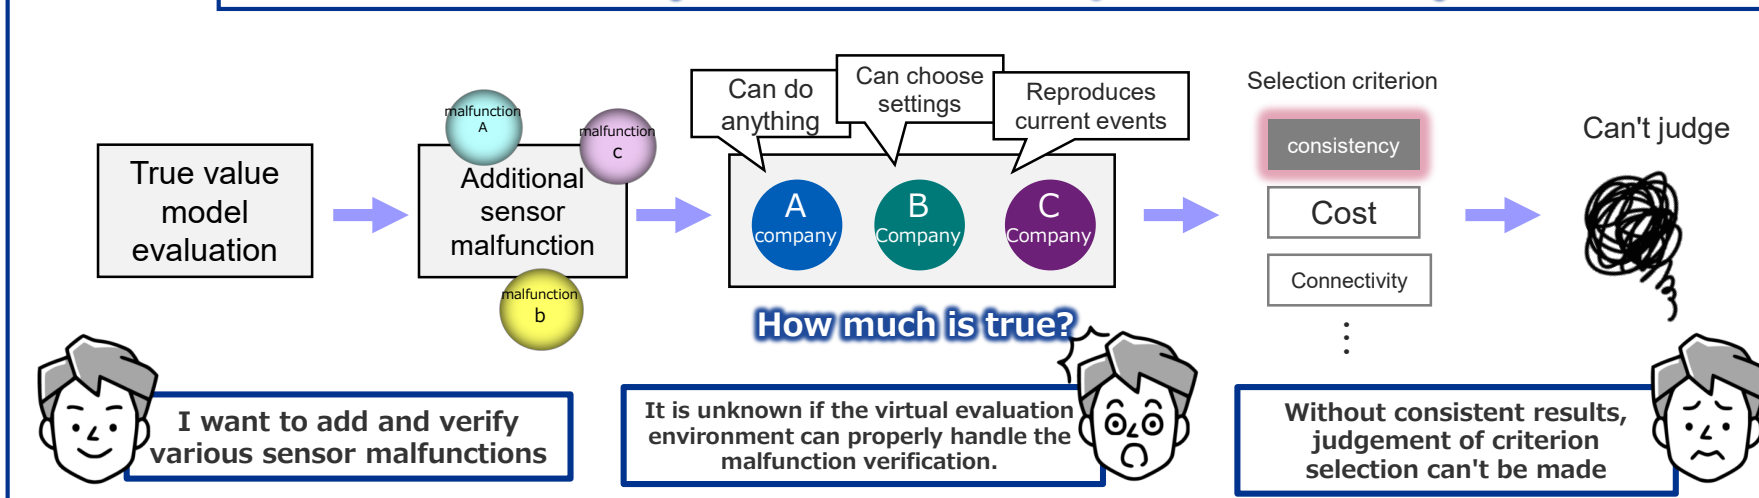 True value
model
evaluation
malfunction
A
malfunction
c
Additional
sensor
malfunction
malfunction
b
Can do
anything
Can choose
settings
Reproduces
current events
A
company
B
Company
C
Company
How much is true?
Selection criterion
consistency
Cost
Connectivity
⋮
Can't judge
I want to add and verify
various sensor malfunctions
It is unknown if the virtual evaluation
environment can properly handle the
malfunction verification.
Without consistent results,
judgement of criterion
selection can't be made